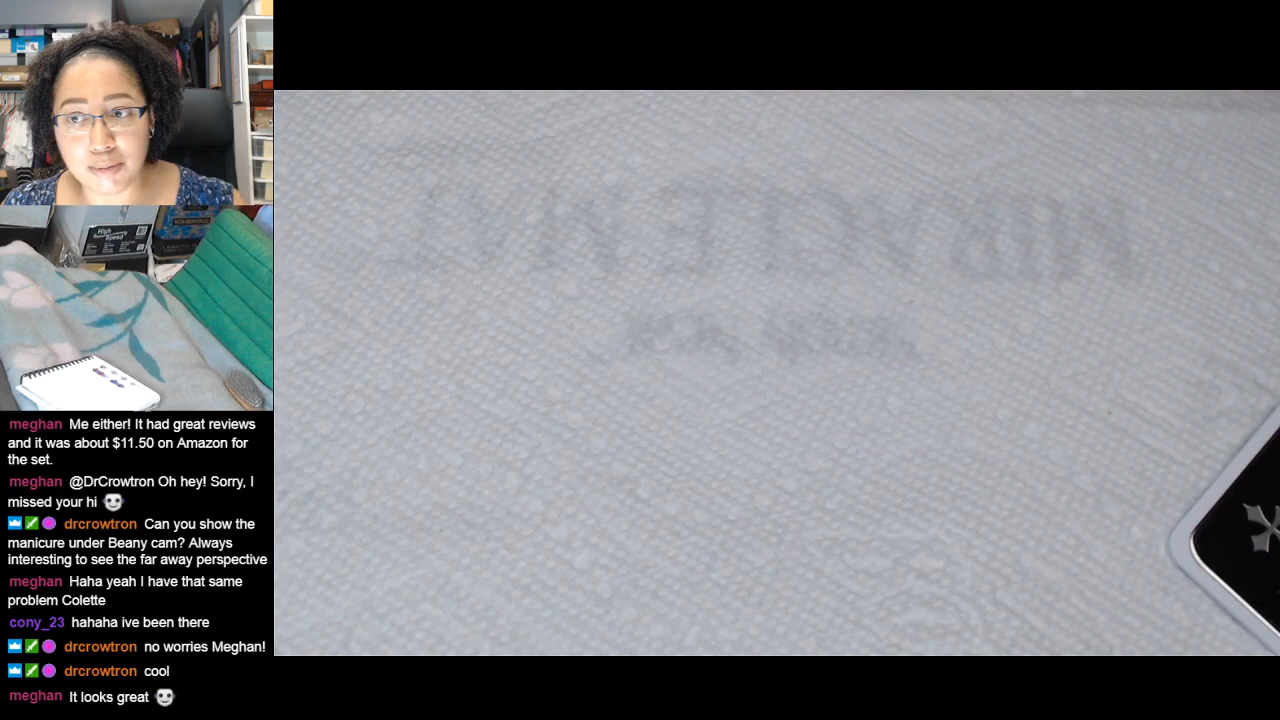 High
Speed
meghan Me either! It had great reviews
and it was about $11.50 on Amazon for
the set.
meghan @DrCrowtron Oh hey! Sorry, I
missed your hi
drcrowtron Can you show the
manicure under Beany cam? Always
interesting to see the far away perspective
meghan Haha yeah I have that same
problem Colette
cony_23 hahaha ive been there
drcrowtron no worries Meghan!
drcrowtron cool
meghan It looks great